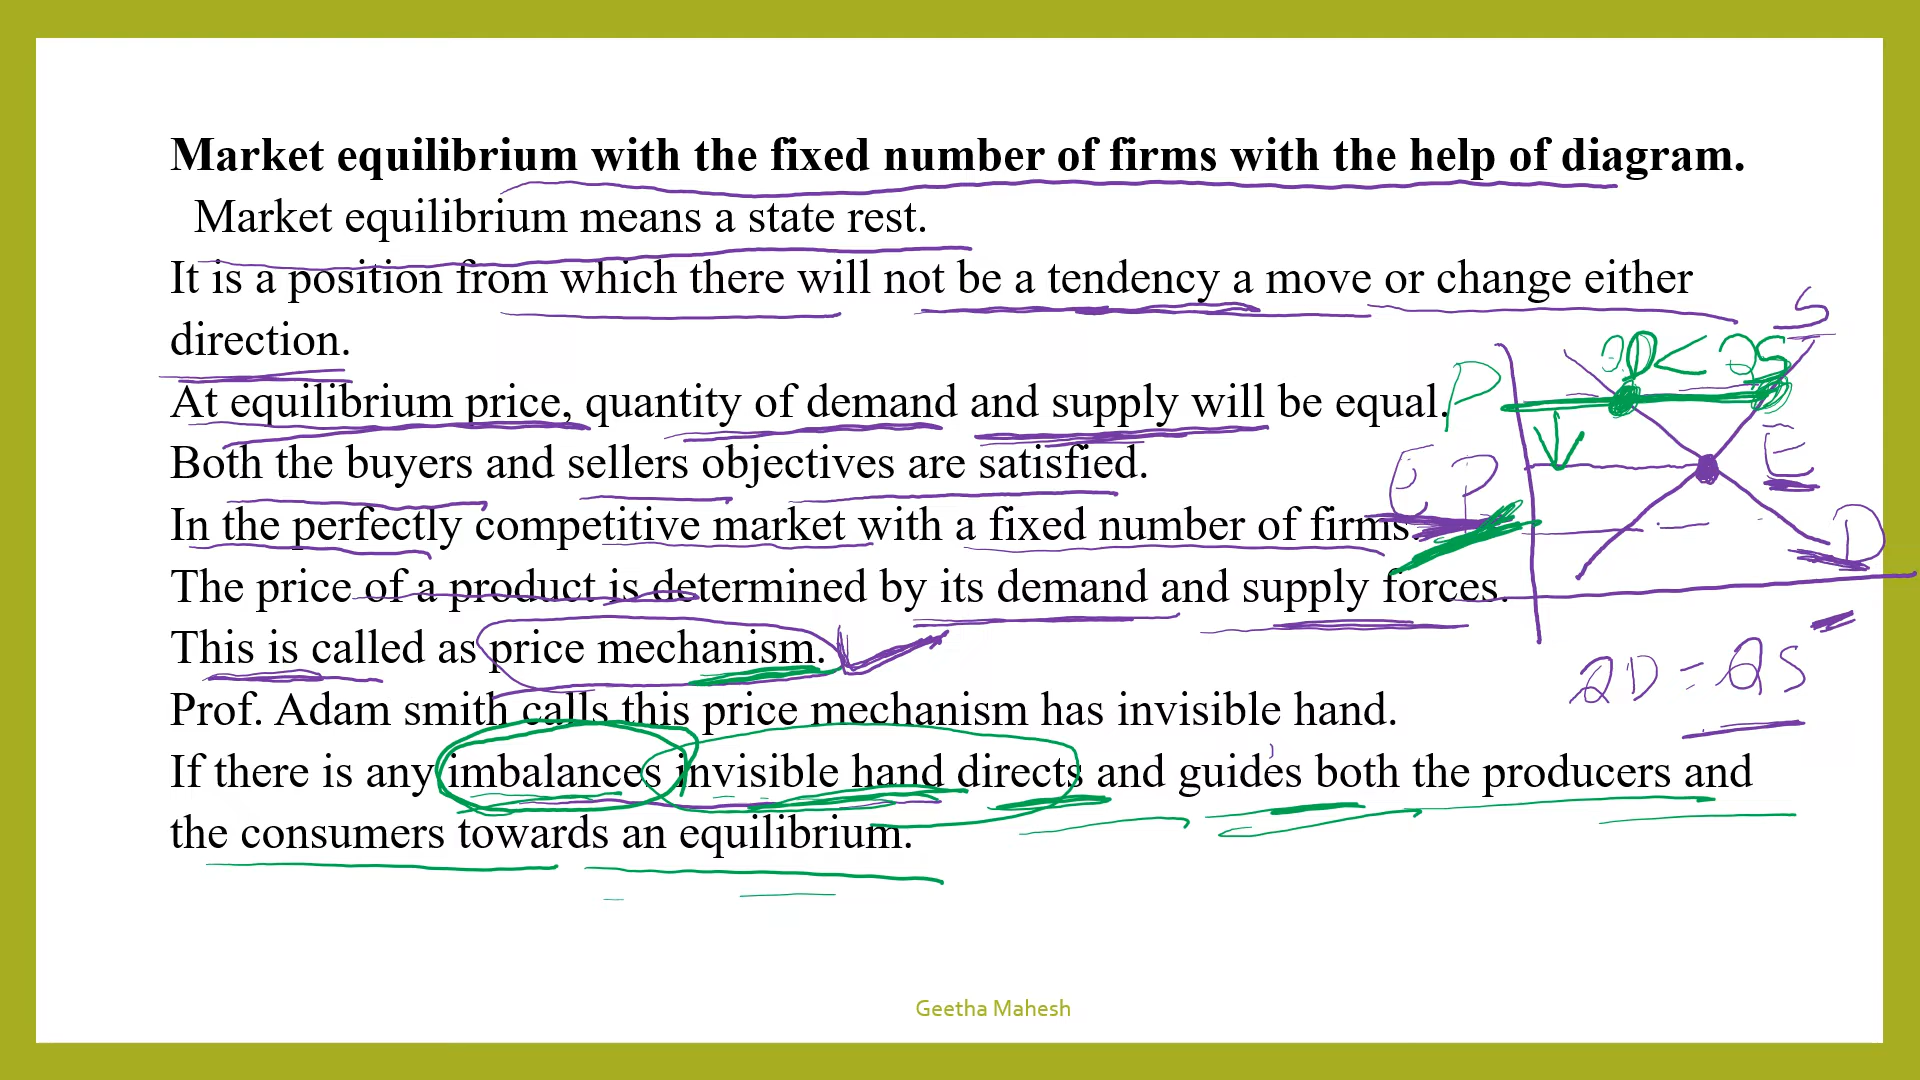 Market equilibrium with the fixed number of firms with the help of diagram.
Market equilibrium means a state rest.
It is a position from which there will not be a tendency a move or change either
direction.
At equilibrium price, quantity of demand and supply will be equal.
Both the buyers and sellers objectives are satisfied.
In the perfectly competitive market with a fixed number of firms.
The price of a product is determined by its demand and supply forces.
This is called as price mechanism.
Prof. Adam smith calls this price mechanism has invisible hand.
If there is any imbalances invisible hand directs and guides both the producers and
the consumers towards an equilibrium.
S
QD < QS
P
E
EP
D
QD = QS
Geetha Mahesh